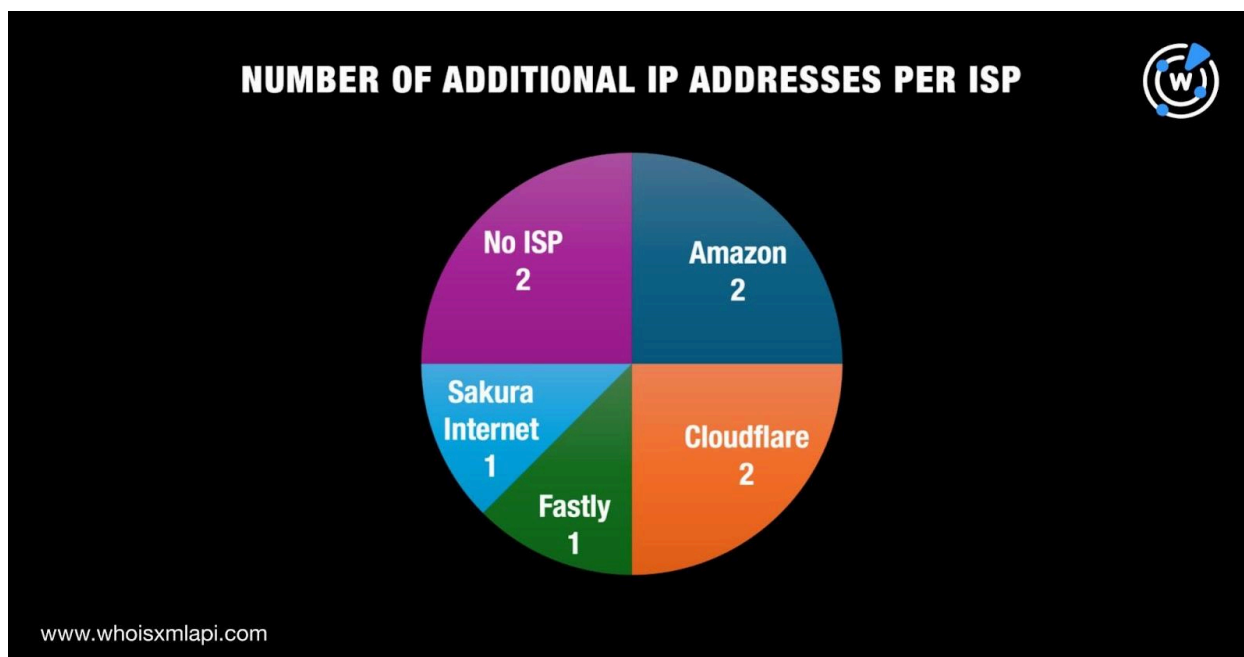 NUMBER OF ADDITIONAL IP ADDRESSES PER ISP
W
No ISP
2
Amazon
2
Sakura
Internet
1
Cloudflare
2
Fastly
1
www.whoisxmlapi.com